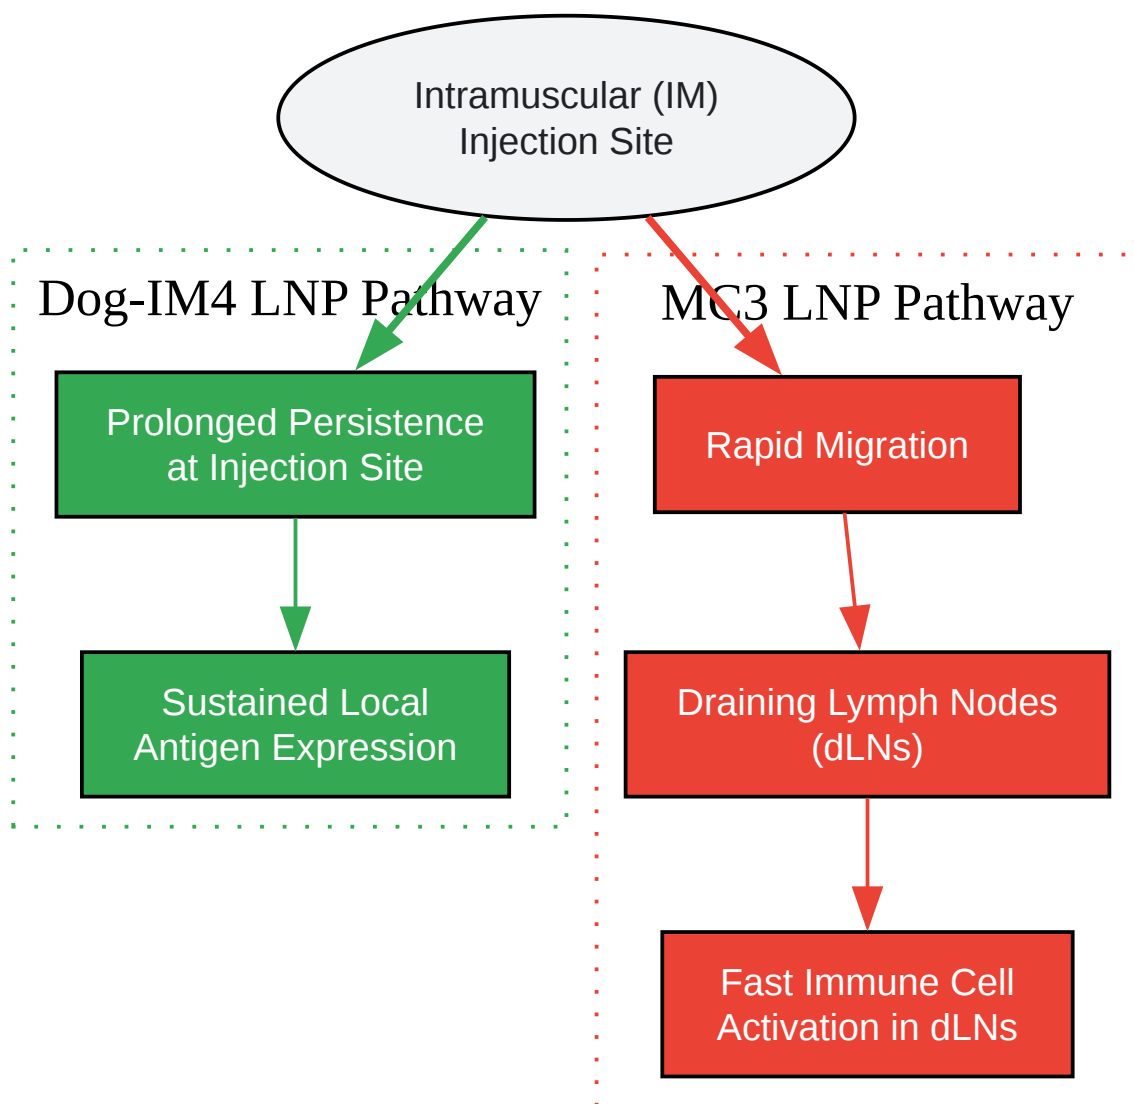 Intramuscular (IM)
Injection Site
Dog-IM4 LNP Pathway
Prolonged Persistence
at Injection Site
Sustained Local
Antigen Expression
MC3 LNP Pathway
Rapid Migration
Draining Lymph Nodes
(dLNs)
Fast Immune Cell
Activation in dLNs